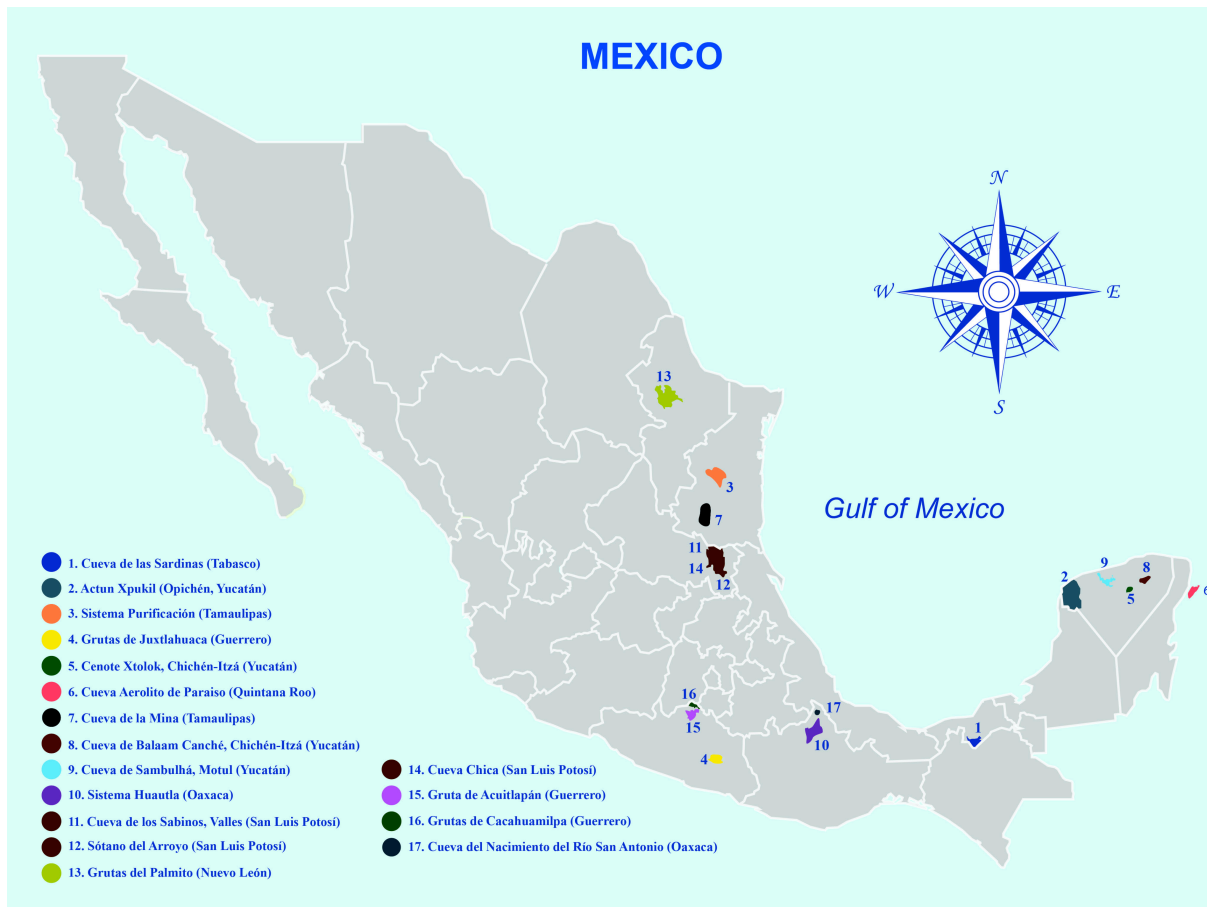 MEXICO
N
W
E
S
Gulf of Mexico
13
3
7
11
14
12
2
9
8
5
6
16
15
17
10
4
1
1. Cueva de las Sardinas (Tabasco)
2. Actun Xpukil (Opichén, Yucatán)
3. Sistema Purificación (Tamaulipas)
4. Grutas de Juxtlahuaca (Guerrero)
5. Cenote Xtolok, Chichén-Itzá (Yucatán)
6. Cueva Aerolito de Paraiso (Quintana Roo)
7. Cueva de la Mina (Tamaulipas)
8. Cueva de Balaam Canché, Chichén-Itzá (Yucatán)
9. Cueva de Sambulhá, Motul (Yucatán)
10. Sistema Huautla (Oaxaca)
11. Cueva de los Sabinos, Valles (San Luis Potosí)
12. Sótano del Arroyo (San Luis Potosí)
13. Grutas del Palmito (Nuevo León)
14. Cueva Chica (San Luis Potosí)
15. Gruta de Acuitlapán (Guerrero)
16. Grutas de Cacahuamilpa (Guerrero)
17. Cueva del Nacimiento del Río San Antonio (Oaxaca)